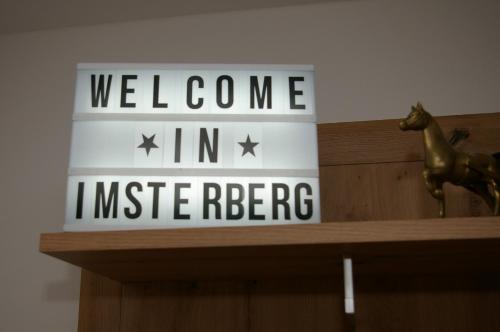 WELCOME
★ IN ★
IMSTERBERG